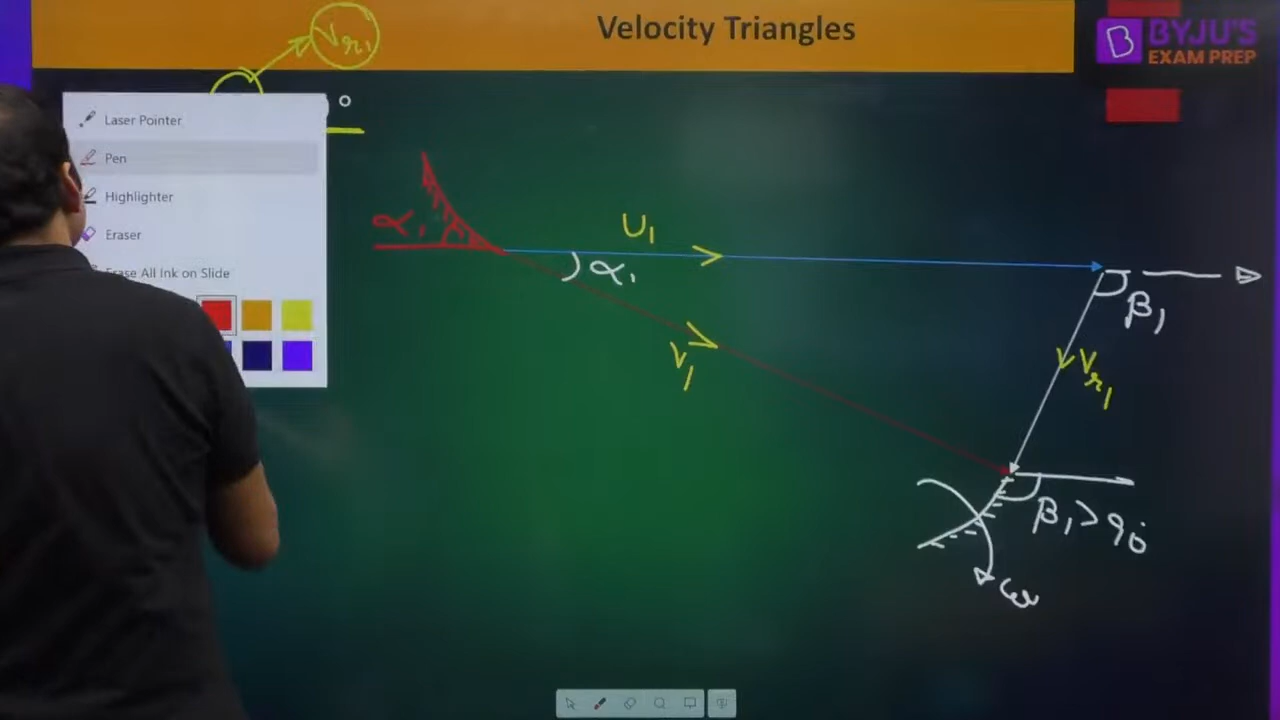 Velocity Triangles
BYJU'S
EXAM PREP
Vr₁
°
Laser Pointer
Pen
Highlighter
Eraser
Erase All Ink on Slide
α₁
U₁
α₁
V₁
β₁
Vr₁
β₁ > 90°
ω